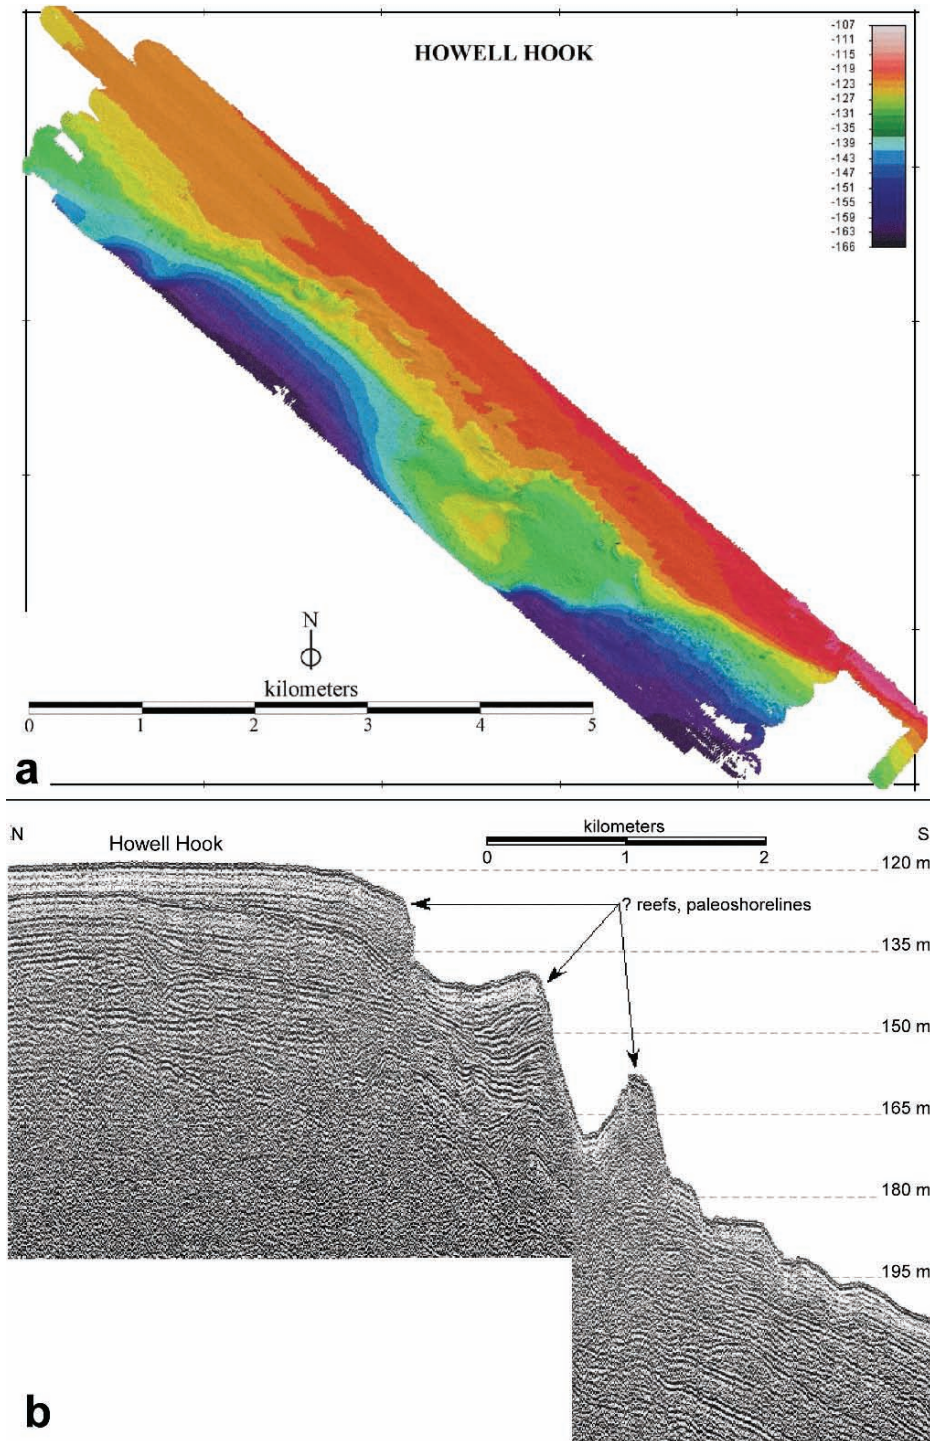 HOWELL HOOK
-107
-111
-115
-119
-123
-127
-131
-135
-139
-143
-147
-151
-155
-159
-163
-166
N
kilometers
0 1 2 3 4 5
a
N Howell Hook kilometers S
0 1 2
120 m
? reefs, paleoshorelines
135 m
150 m
165 m
180 m
195 m
b